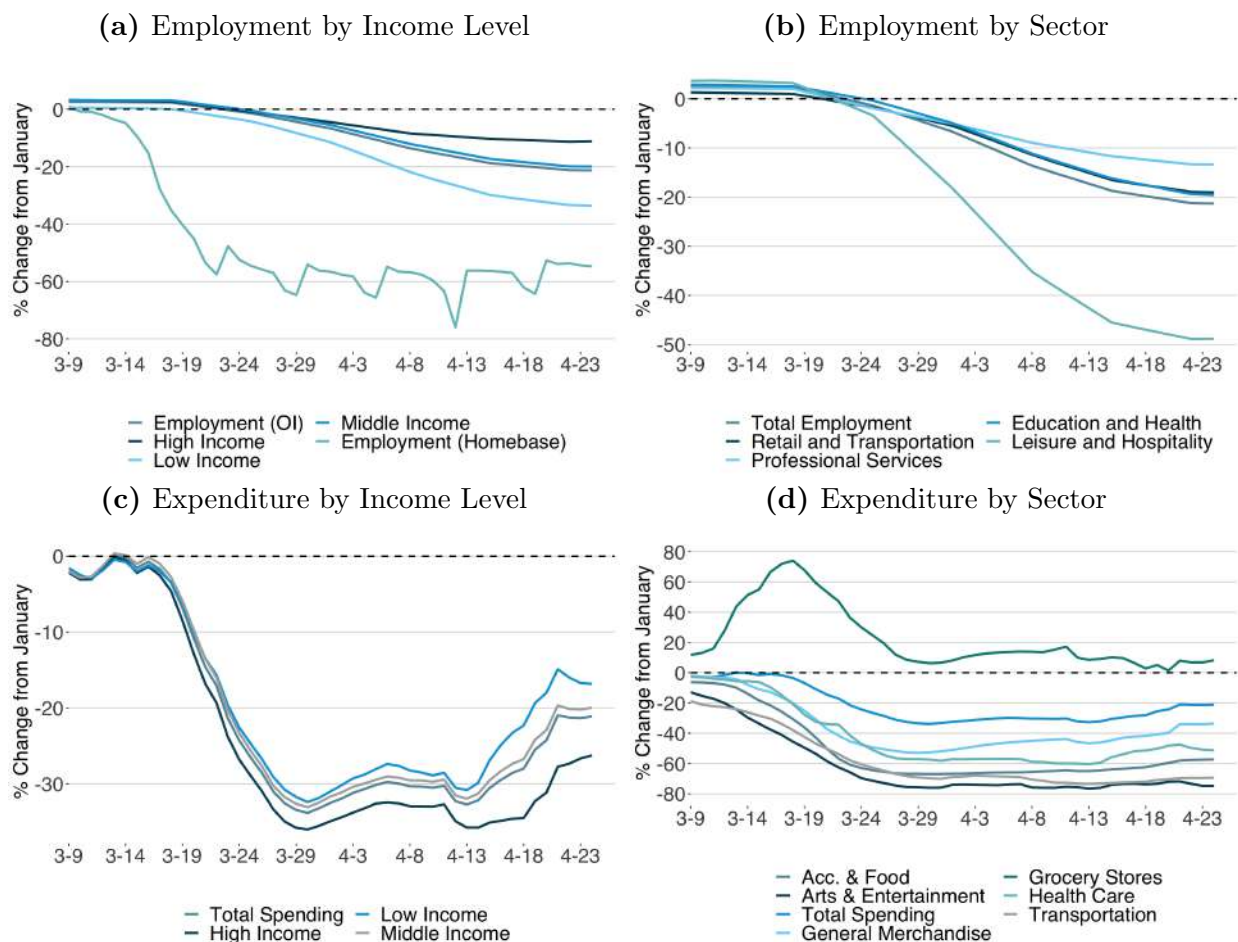 (a) Employment by Income Level
% Change from January
0
-20
-40
-60
-80
3-9 3-14 3-19 3-24 3-29 4-3 4-8 4-13 4-18 4-23
Employment (OI) Middle Income
High Income Employment (Homebase)
Low Income
(b) Employment by Sector
% Change from January
0
-10
-20
-30
-40
-50
3-9 3-14 3-19 3-24 3-29 4-3 4-8 4-13 4-18 4-23
Total Employment Education and Health
Retail and Transportation Leisure and Hospitality
Professional Services
(c) Expenditure by Income Level
% Change from January
0
-10
-20
-30
3-9 3-14 3-19 3-24 3-29 4-3 4-8 4-13 4-18 4-23
Total Spending Low Income
High Income Middle Income
(d) Expenditure by Sector
% Change from January
80
60
40
20
0
-20
-40
-60
-80
3-9 3-14 3-19 3-24 3-29 4-3 4-8 4-13 4-18 4-23
Acc. & Food Grocery Stores
Arts & Entertainment Health Care
Total Spending Transportation
General Merchandise